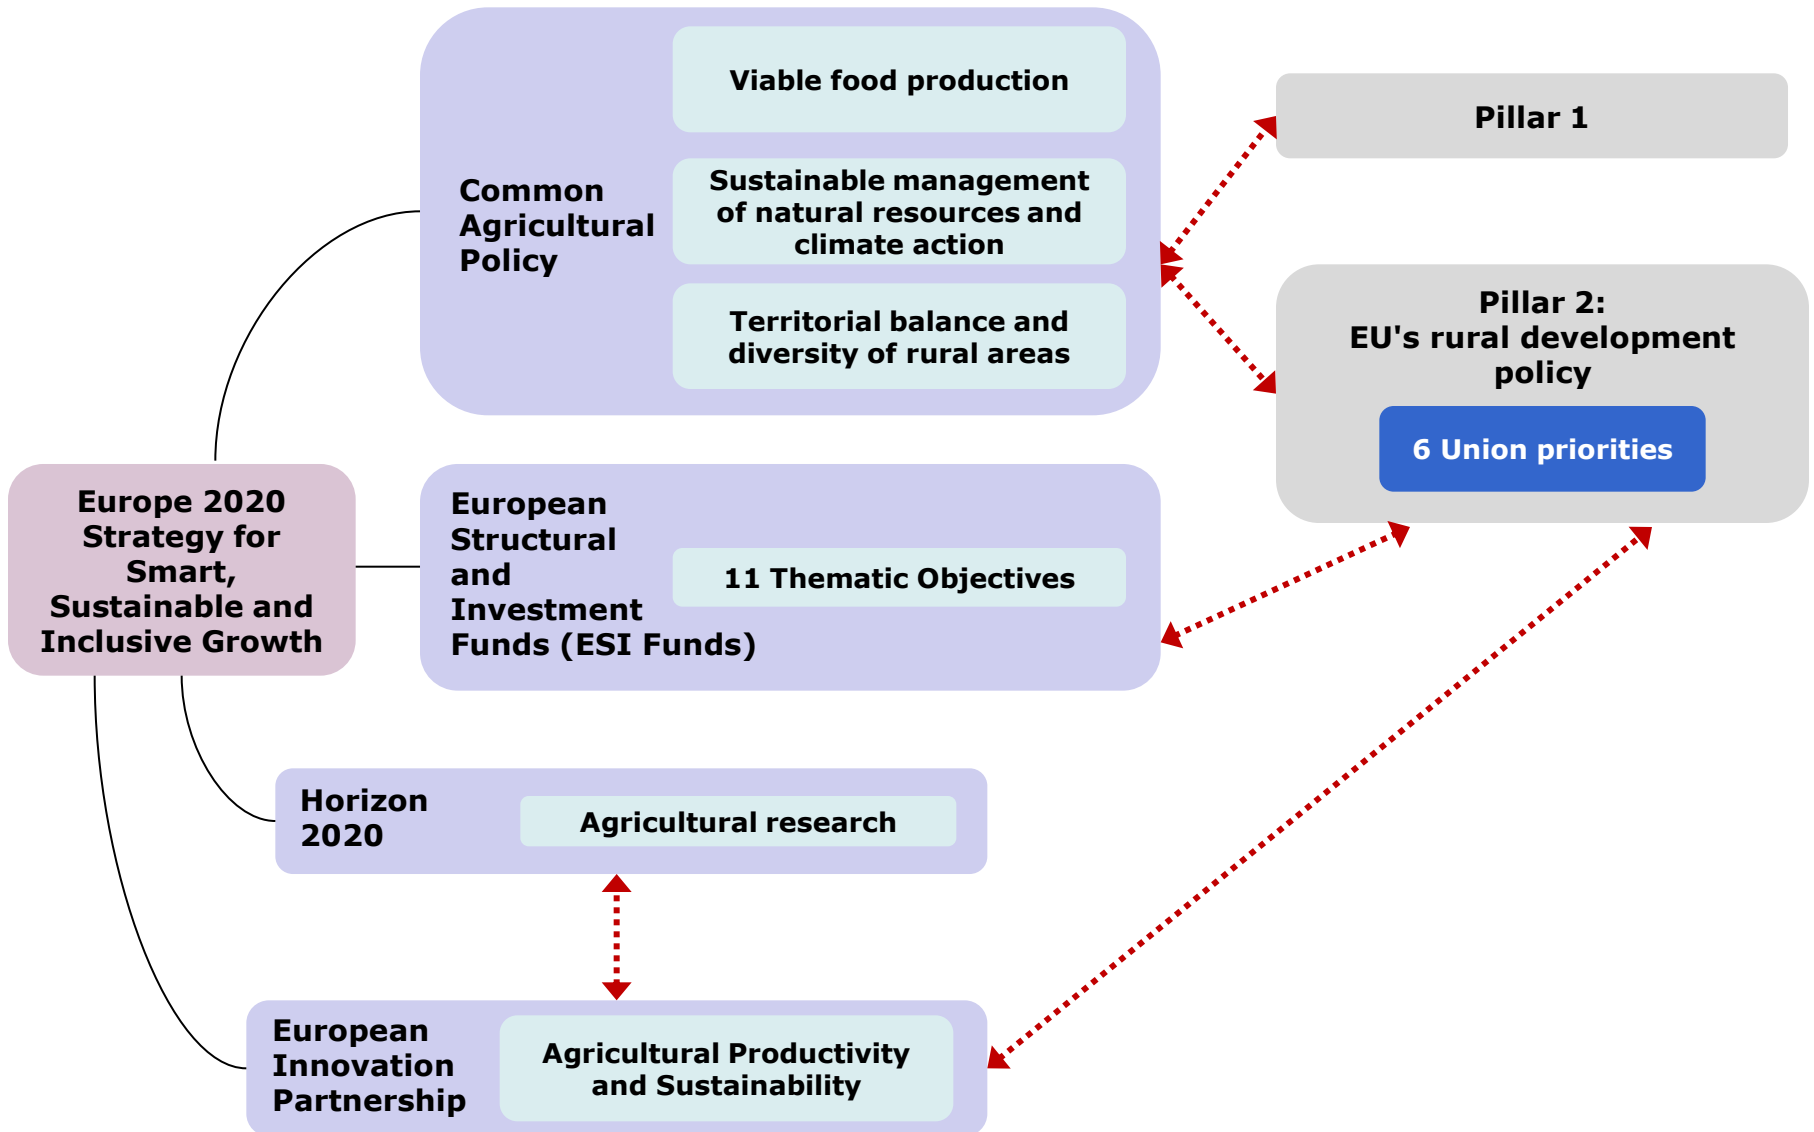 Viable food production
Pillar 1
Common
Agricultural
Policy
Sustainable management
of natural resources and
climate action
Territorial balance and
diversity of rural areas
Pillar 2:
EU's rural development
policy
6 Union priorities
Europe 2020
Strategy for
Smart,
Sustainable and
Inclusive Growth
European
Structural
and
Investment
Funds (ESI Funds)
11 Thematic Objectives
Horizon
2020
Agricultural research
European
Innovation
Partnership
Agricultural Productivity
and Sustainability